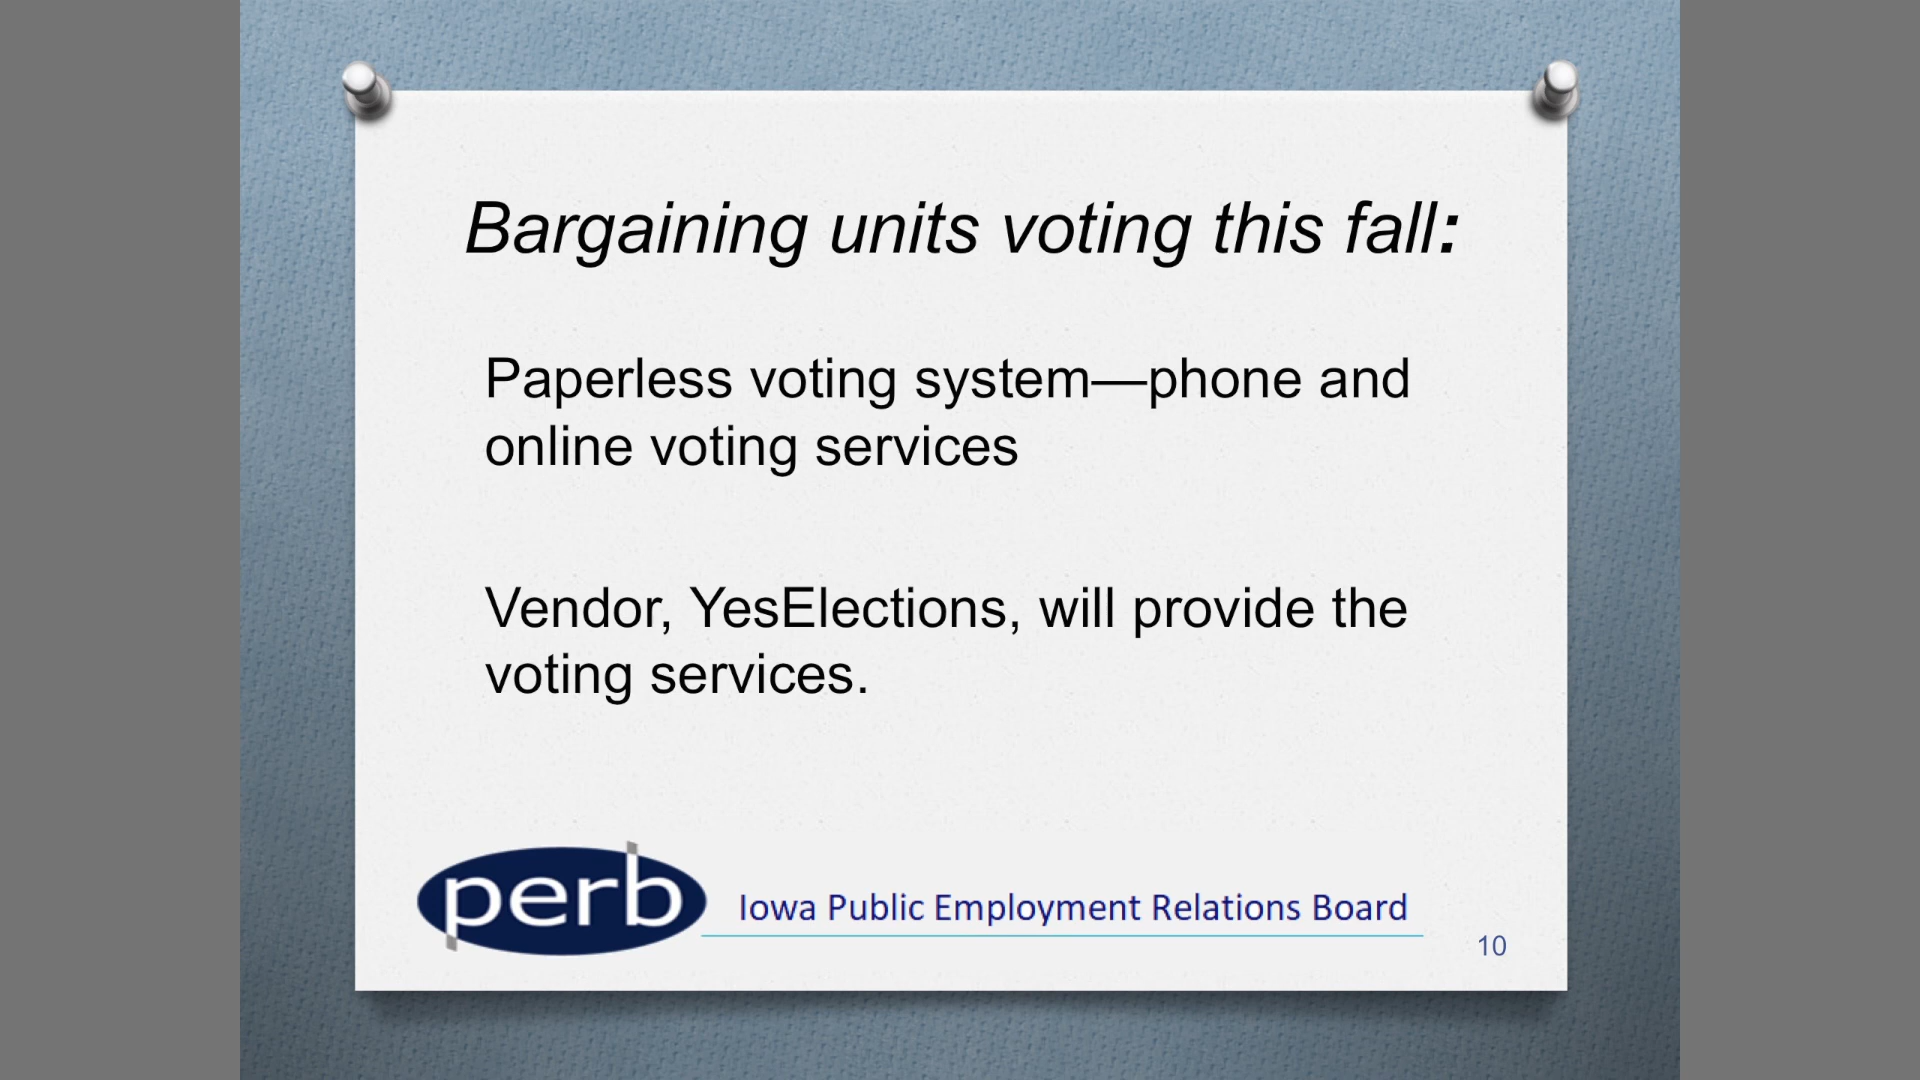 Bargaining units voting this fall:
Paperless voting system—phone and
online voting services
Vendor, YesElections, will provide the
voting services.
perb
Iowa Public Employment Relations Board
10